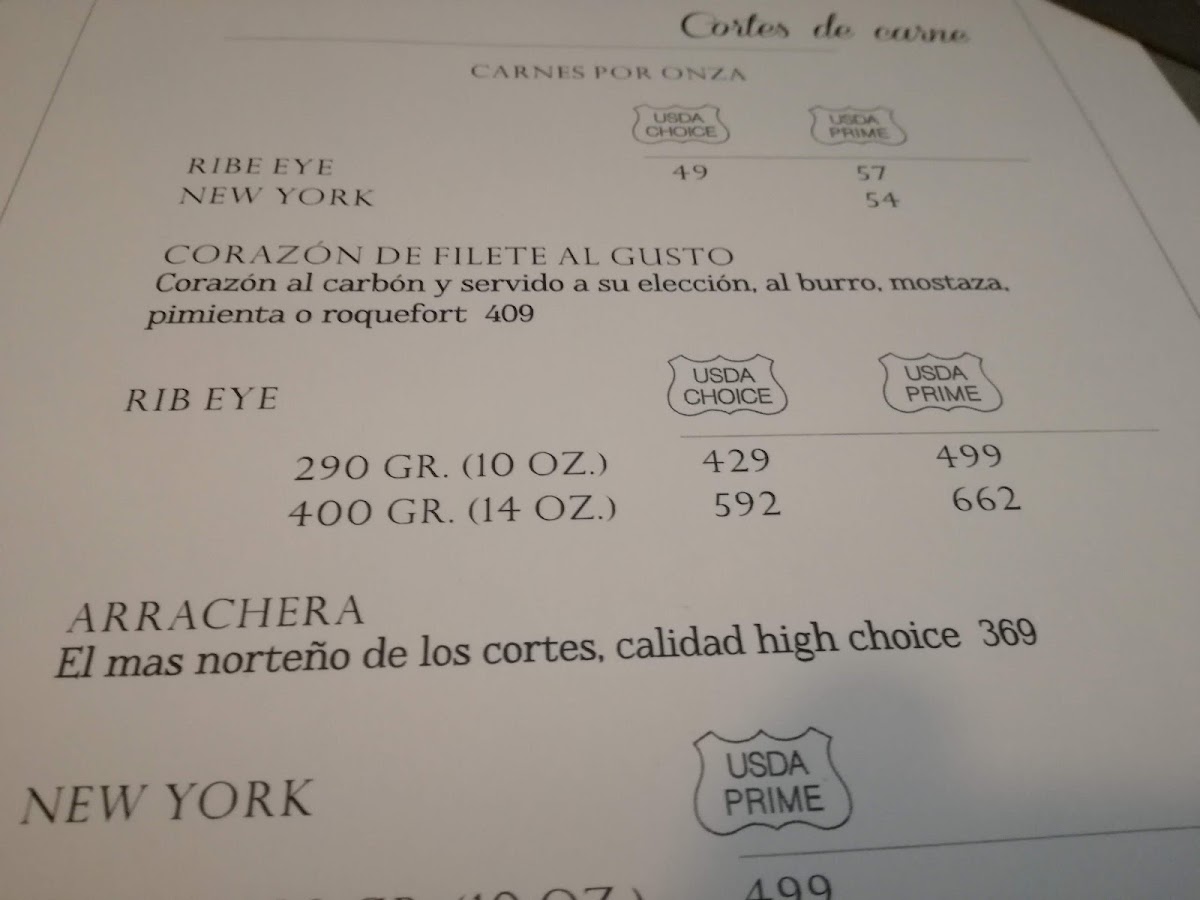 Cortes de carne
CARNES POR ONZA
USDA CHOICE USDA PRIME
RIBE EYE 49 57
NEW YORK 54
CORAZÓN DE FILETE AL GUSTO
Corazón al carbón y servido a su elección, al burro, mostaza,
pimienta o roquefort 409
RIB EYE USDA CHOICE USDA PRIME
290 GR. (10 OZ.) 429 499
400 GR. (14 OZ.) 592 662
ARRACHERA
El mas norteño de los cortes, calidad high choice 369
NEW YORK USDA PRIME
GR. (10 OZ.) 499